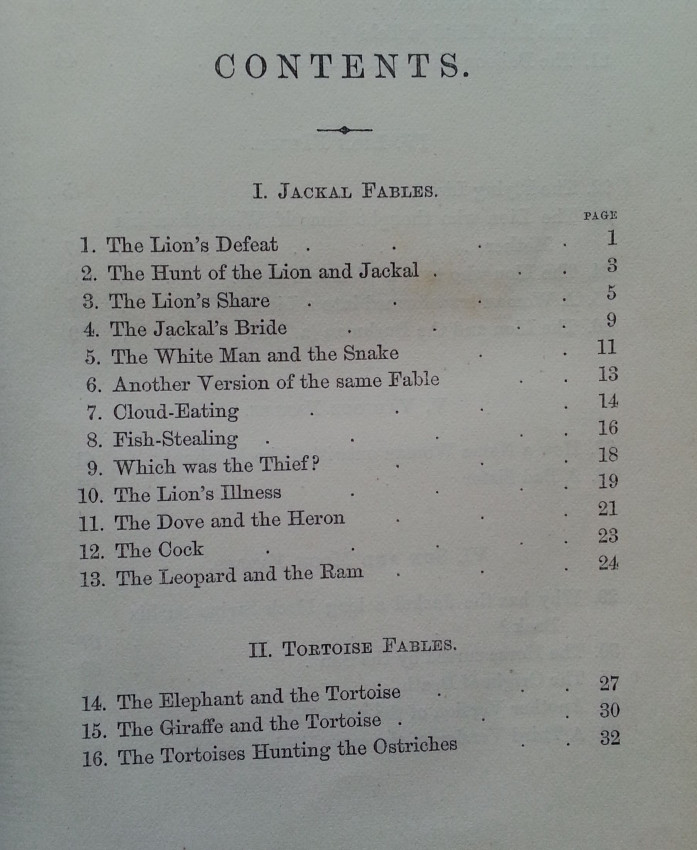 CONTENTS.
I. JACKAL FABLES.
PAGE
1. The Lion's Defeat . . . . 1
2. The Hunt of the Lion and Jackal . . . 3
3. The Lion's Share . . . . 5
4. The Jackal's Bride . . . . 9
5. The White Man and the Snake . . 11
6. Another Version of the same Fable . . 13
7. Cloud-Eating . . . . 14
8. Fish-Stealing . . . . . 16
9. Which was the Thief? . . . 18
10. The Lion's Illness . . . . 19
11. The Dove and the Heron . . . 21
12. The Cock . . . . . 23
13. The Leopard and the Ram . . . 24
II. TORTOISE FABLES.
14. The Elephant and the Tortoise . . . 27
15. The Giraffe and the Tortoise . . . 30
16. The Tortoises Hunting the Ostriches . . 32